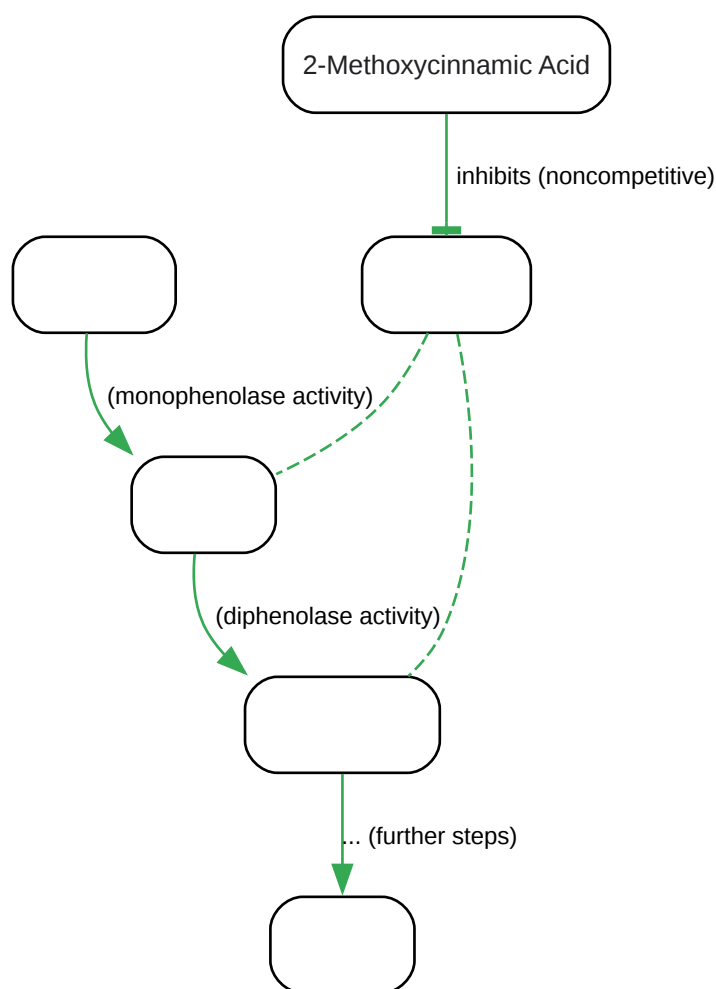 2-Methoxycinnamic Acid
inhibits (noncompetitive)
(monophenolase activity)
(diphenolase activity)
... (further steps)